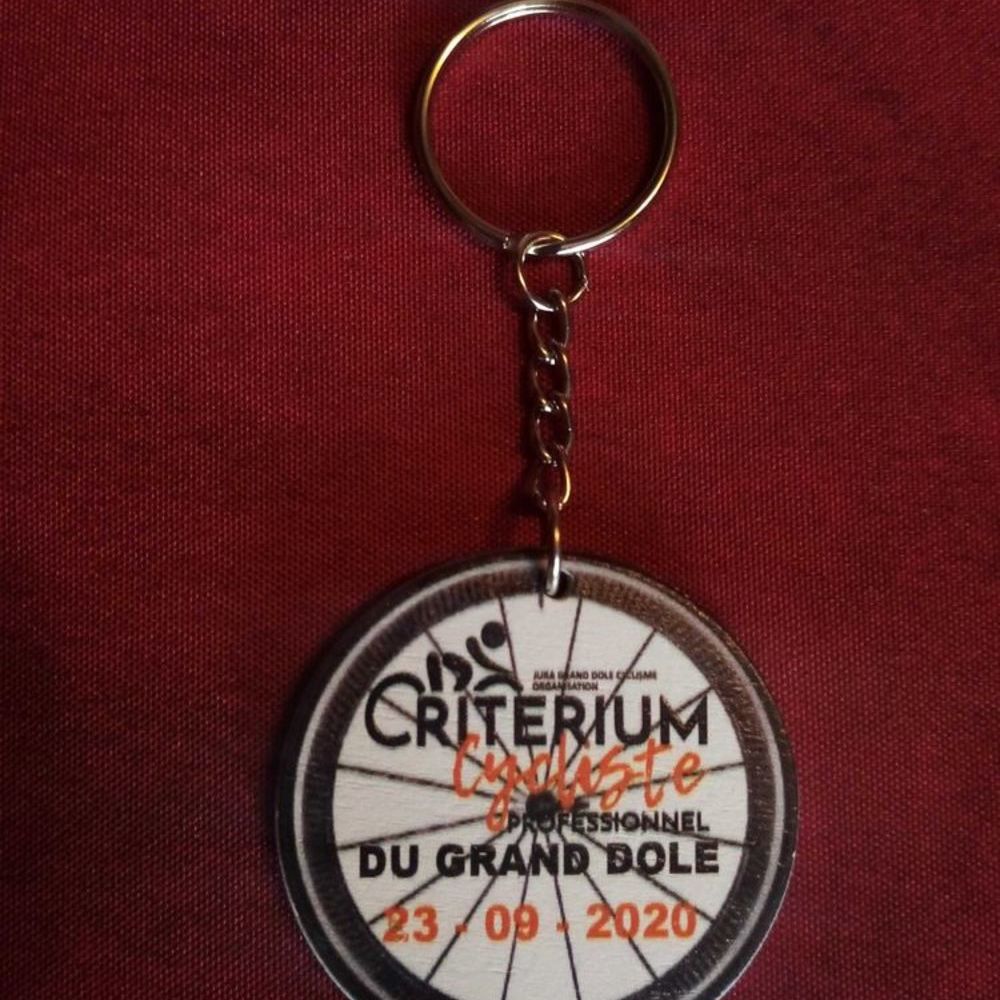 JURA GRAND DOLE CYCLISME
ORGANISATION
CRITERIUM
Cycliste
PROFESSIONNEL
DU GRAND DOLE
23 - 09 - 2020